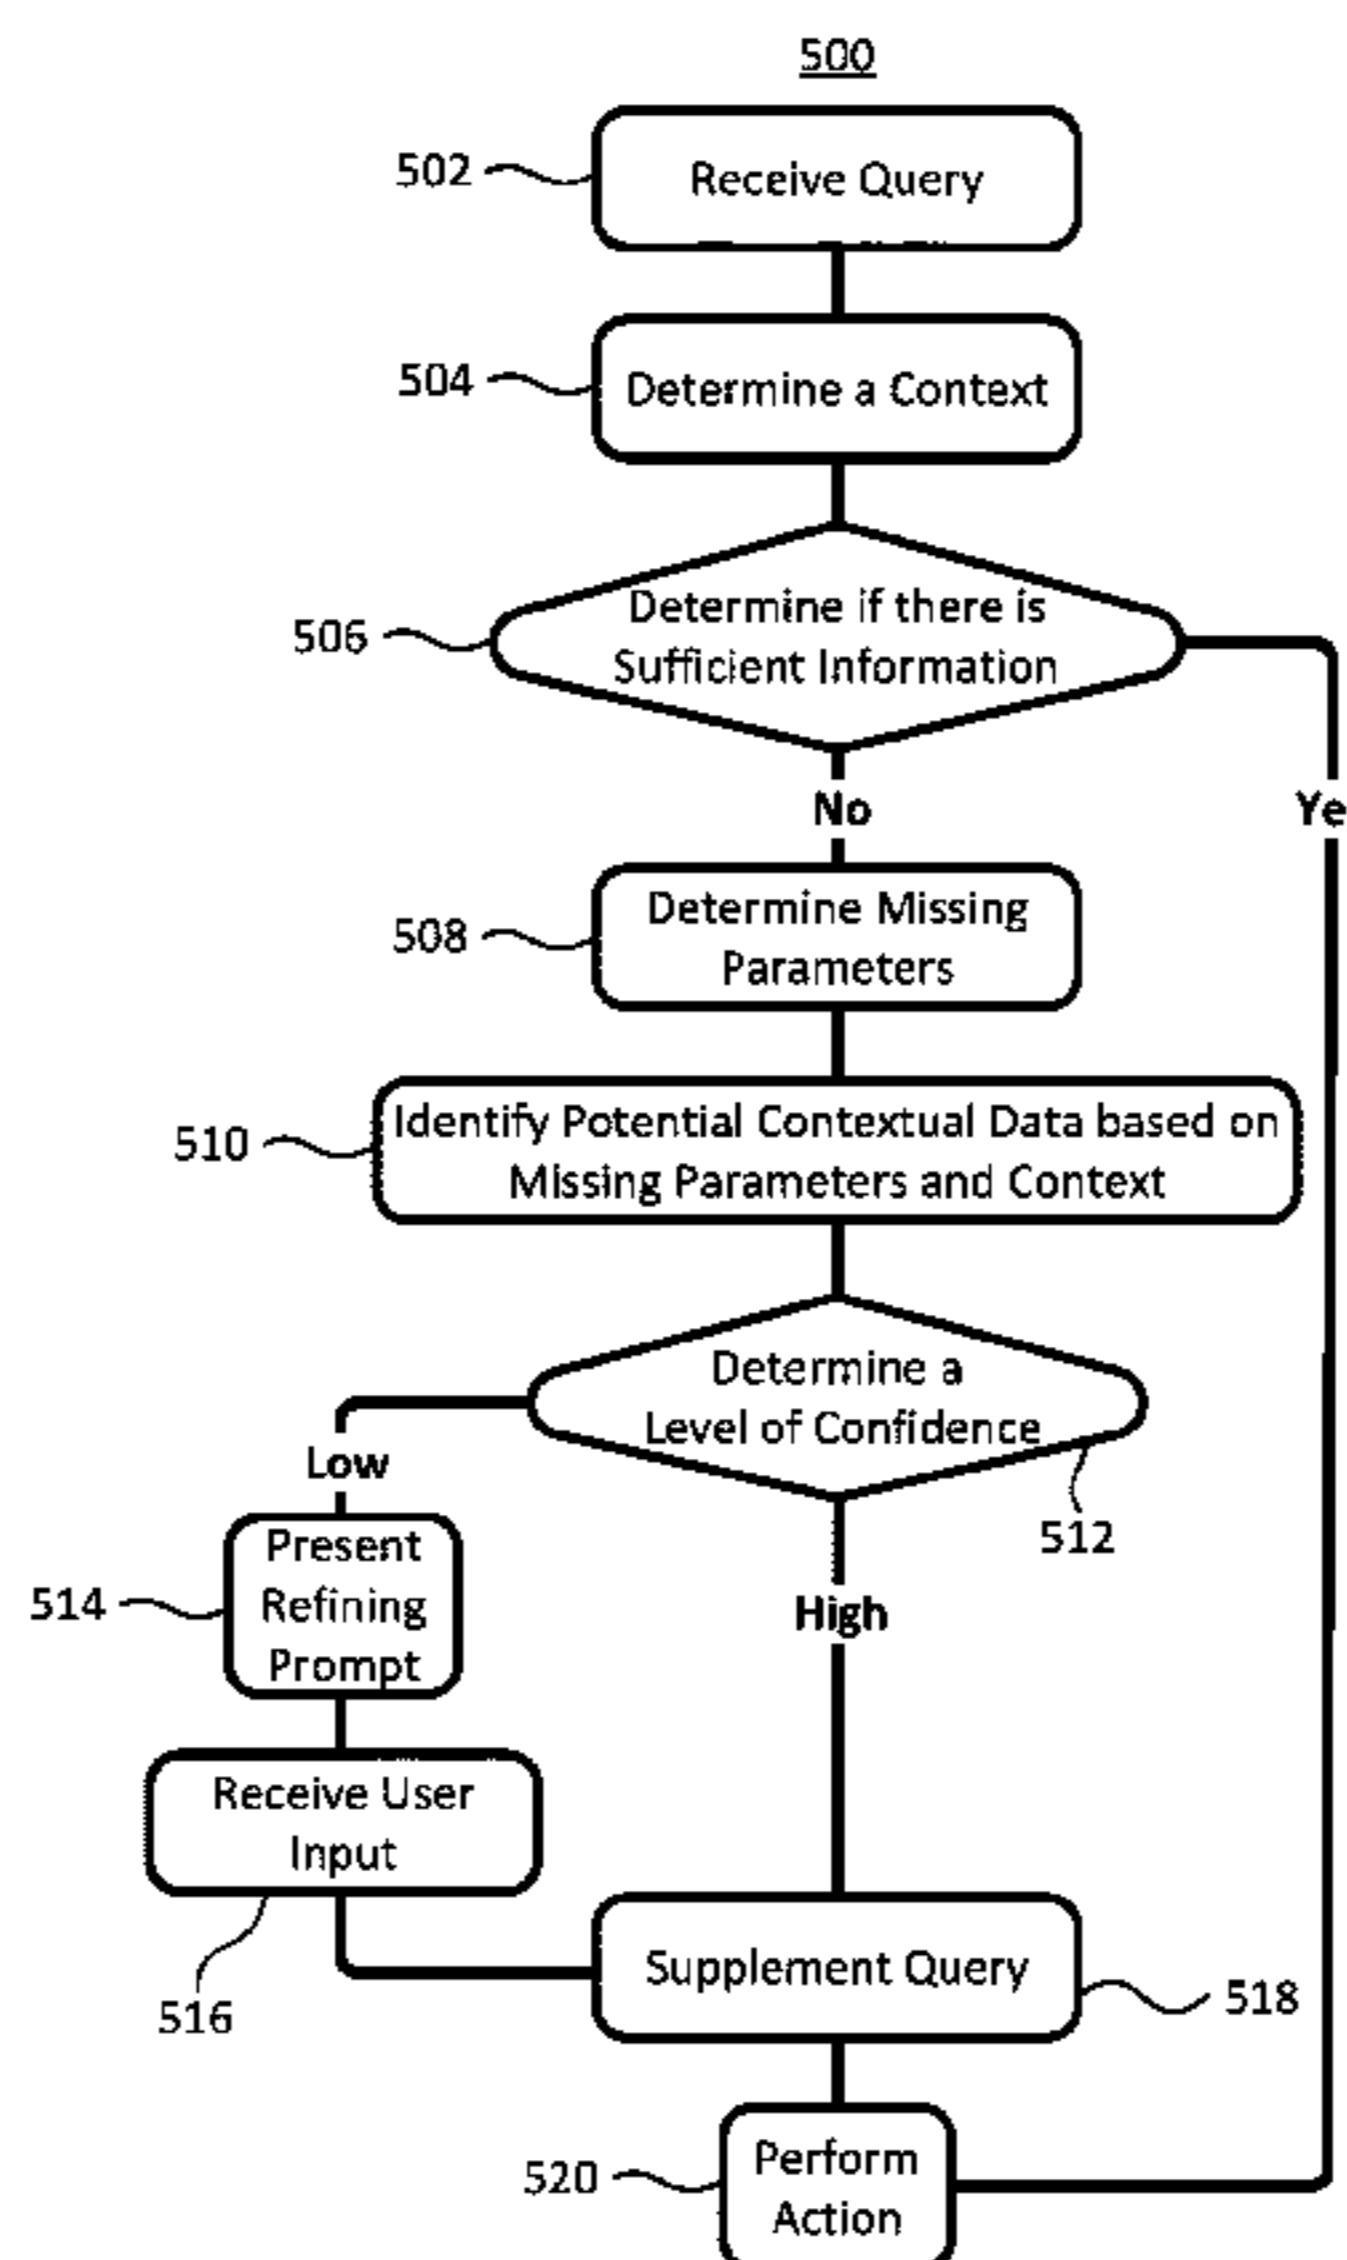 500
502
Receive Query
504
Determine a Context
506
Determine if there is
Sufficient Information
No
Ye
508
Determine Missing
Parameters
510
Identify Potential Contextual Data based on
Missing Parameters and Context
Determine a
Level of Confidence
512
Low
High
514
Present
Refining
Prompt
Receive User
Input
516
Supplement Query
518
520
Perform
Action